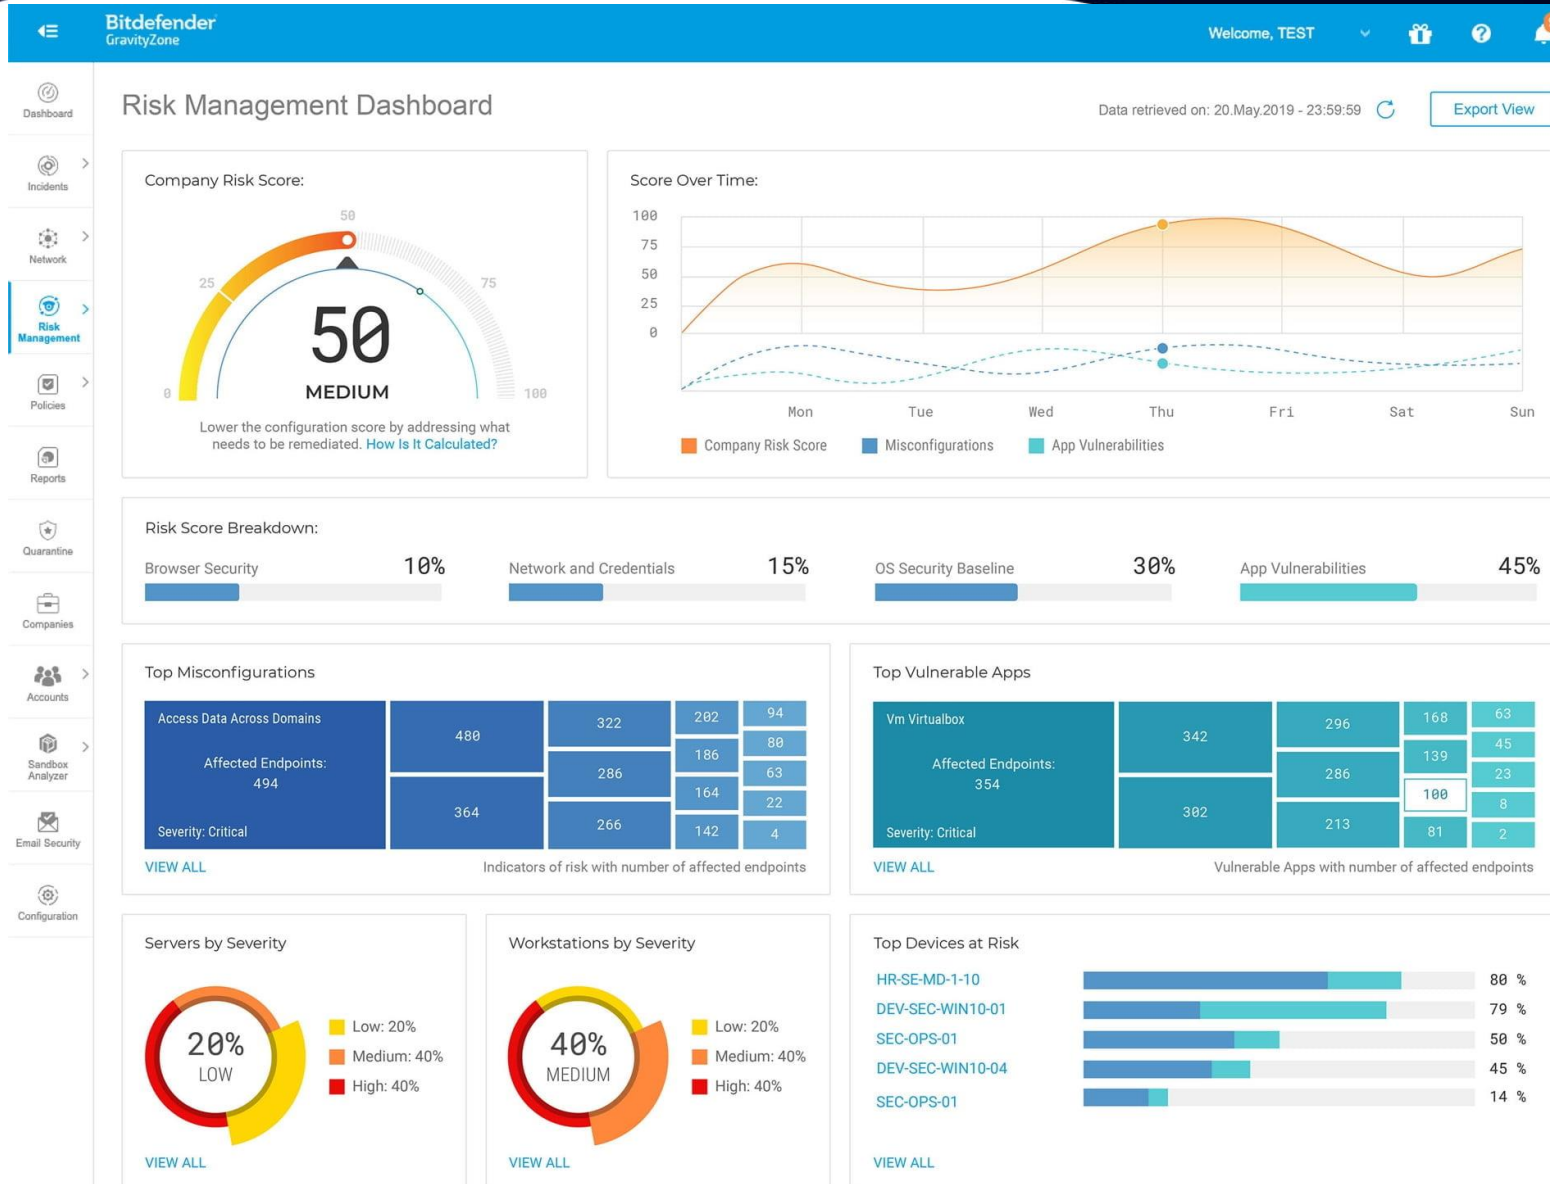 Bitdefender
GravityZone
Welcome, TEST
Dashboard
Incidents
Network
Risk
Management
Policies
Reports
Quarantine
Companies
Accounts
Sandbox
Analyzer
Email Security
Configuration
Risk Management Dashboard
Data retrieved on: 20.May.2019 - 23:59:59
Export View
Company Risk Score:
0
25
50
75
100
50
MEDIUM
Lower the configuration score by addressing what
needs to be remediated. How Is It Calculated?
Score Over Time:
100
75
50
25
0
Mon Tue Wed Thu Fri Sat Sun
Company Risk Score Misconfigurations App Vulnerabilities
Risk Score Breakdown:
Browser Security 10%
Network and Credentials 15%
OS Security Baseline 30%
App Vulnerabilities 45%
Top Misconfigurations
Access Data Across Domains
Affected Endpoints:
494
Severity: Critical
480
364
322
286
266
202
186
164
142
94
80
63
22
4
VIEW ALL
Indicators of risk with number of affected endpoints
Top Vulnerable Apps
Vm Virtualbox
Affected Endpoints:
354
Severity: Critical
342
302
296
286
213
168
139
100
81
63
45
23
8
2
VIEW ALL
Vulnerable Apps with number of affected endpoints
Servers by Severity
20%
LOW
Low: 20%
Medium: 40%
High: 40%
VIEW ALL
Workstations by Severity
40%
MEDIUM
Low: 20%
Medium: 40%
High: 40%
VIEW ALL
Top Devices at Risk
HR-SE-MD-1-10 80 %
DEV-SEC-WIN10-01 79 %
SEC-OPS-01 50 %
DEV-SEC-WIN10-04 45 %
SEC-OPS-01 14 %
VIEW ALL